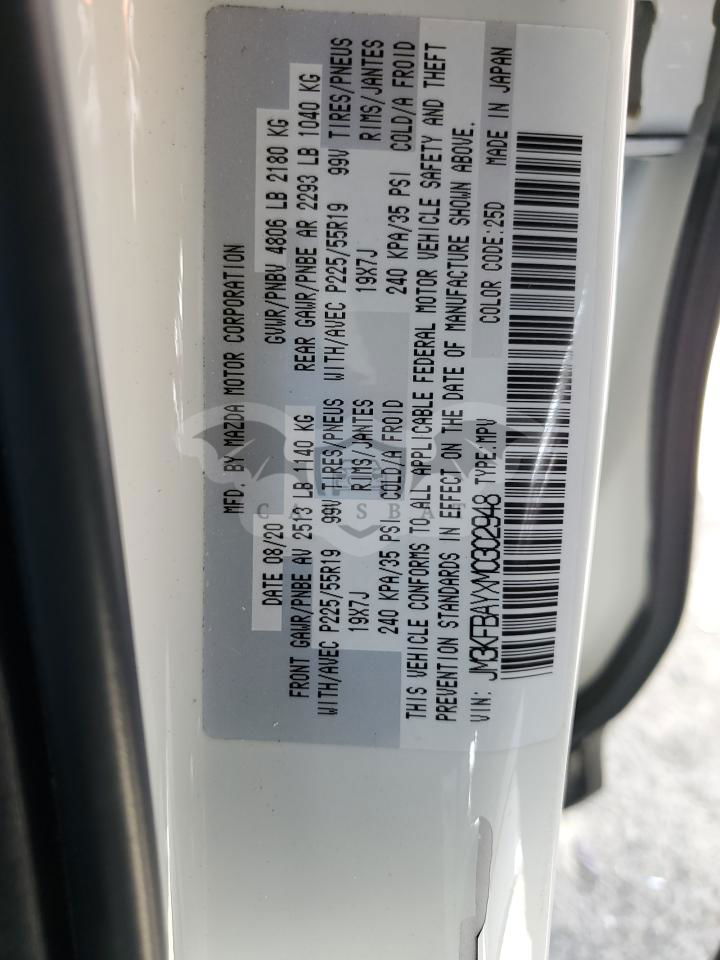 MFD. BY MAZDA MOTOR CORPORATION
DATE 08/20 GVWR/PNBV 4806 LB 2180 KG
FRONT GAWR/PNBE AV 2513 LB 1140 KG REAR GAWR/PNBE AR 2293 LB 1040 KG
WITH/AVEC P225/55R19 99V TIRES/PNEUS WITH/AVEC P225/55R19 99V TIRES/PNEUS
19X7J RIMS/JANTES 19X7J RIMS/JANTES
240 KPA/35 PSI COLD/A FROID 240 KPA/35 PSI COLD/A FROID
THIS VEHICLE CONFORMS TO ALL APPLICABLE FEDERAL MOTOR VEHICLE SAFETY AND THEFT
PREVENTION STANDARDS IN EFFECT ON THE DATE OF MANUFACTURE SHOWN ABOVE.
VIN: JM3KFBAYXM0302948 TYPE:MPV COLOR CODE:25D MADE IN JAPAN
CARSBAT